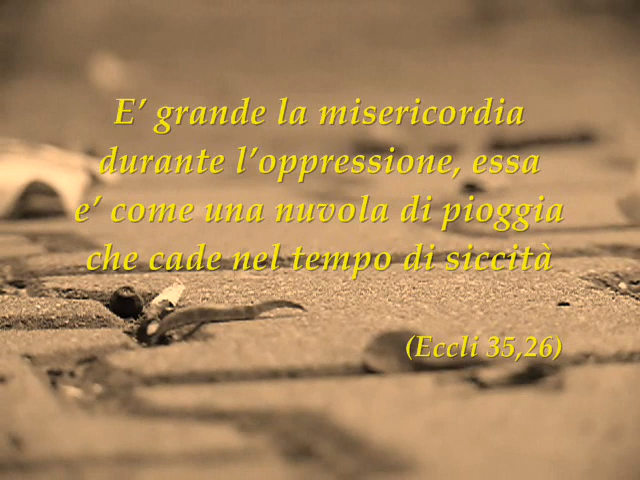 E’ grande la misericordia
durante l’oppressione, essa
e’ come una nuvola di pioggia
che cade nel tempo di siccità
(Eccli 35,26)